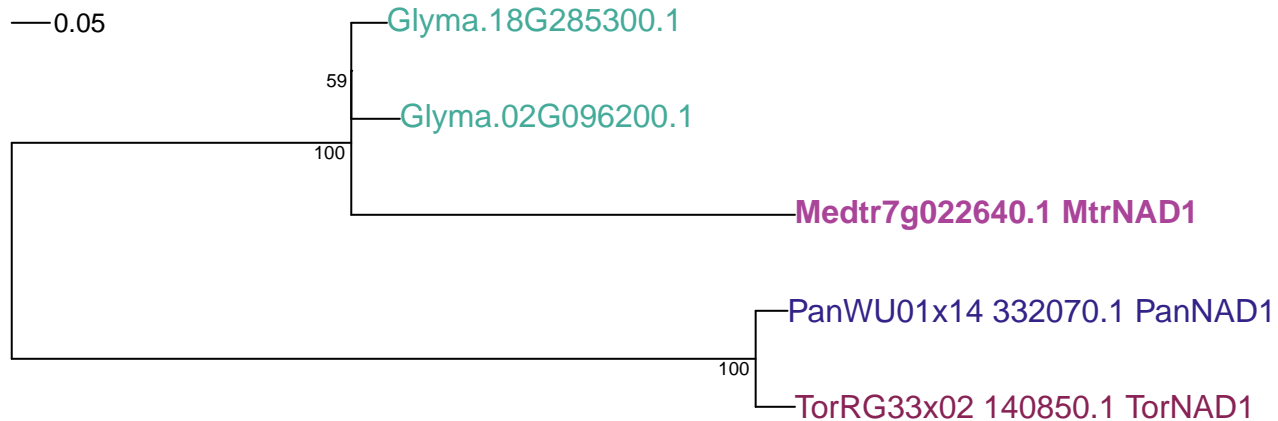 0.05
Glyma.18G285300.1
59
Glyma.02G096200.1
100
Medtr7g022640.1 MtrNAD1
PanWU01x14 332070.1 PanNAD1
100
TorRG33x02 140850.1 TorNAD1